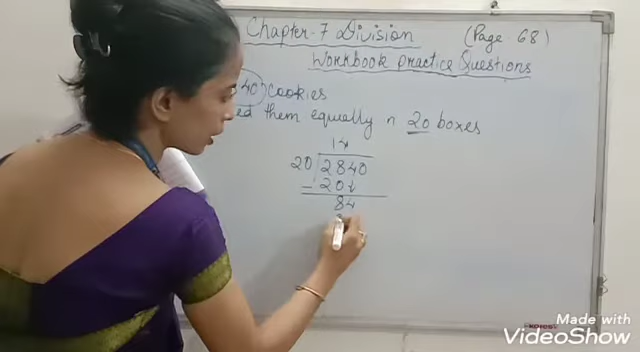 Chapter-7 Division (Page 68)
Workbook practice Questions
40 cookies
ed them equally n 20 boxes
14
20 2840
- 20↓
84
Made with
VideoShow